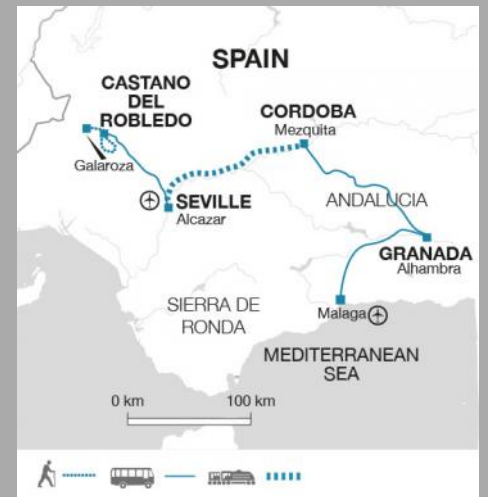 SPAIN
CASTANO
DEL
ROBLEDO
CORDOBA
Mezquita
Galaroza
SEVILLE
Alcazar
ANDALUCIA
GRANADA
Alhambra
SIERRA DE
RONDA
Malaga
MEDITERRANEAN
SEA
0 km 100 km